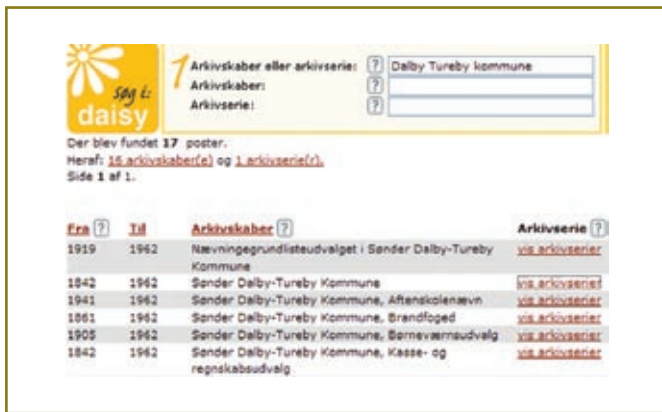 søg i:
daisy
1
Arkivskaber eller arkivserie: ? Dalby Tureby kommune
Arkivskaber: ?
Arkivserie: ?
Der blev fundet 17 poster.
Heraf: 16 arkivskaber(e) og 1 arkivserie(r).
Side 1 af 1.
Fra ? Til Arkivskaber ? Arkivserie ?
1919 1962 Nævningegrundlisteudvalget i Sønder Dalby-Tureby vis arkivserier
Kommune
1842 1962 Sønder Dalby-Tureby Kommune vis arkivserier
1941 1962 Sønder Dalby-Tureby Kommune, Aftenskolenævn vis arkivserier
1861 1962 Sønder Dalby-Tureby Kommune, Brandfoged vis arkivserier
1905 1962 Sønder Dalby-Tureby Kommune, Børneværnsudvalg vis arkivserier
1842 1962 Sønder Dalby-Tureby Kommune, Kasse- og vis arkivserier
regnskabsudvalg